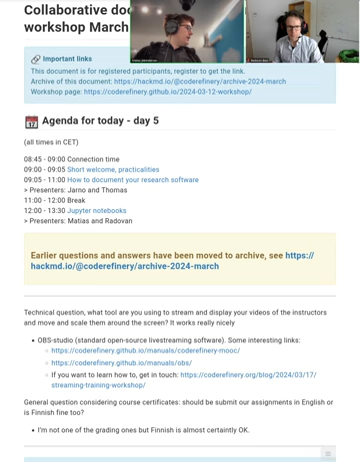 Collaborative doc
workshop March
Important links
This document is for registered participants, register to get the link.
Archive of this document: https://hackmd.io/@coderefinery/archive-2024-march
Workshop page: https://coderefinery.github.io/2024-03-12-workshop/
Agenda for today - day 5
(all times in CET)
08:45 - 09:00 Connection time
09:00 - 09:05 Short welcome, practicalities
09:05 - 11:00 How to document your research software
> Presenters: Jarno and Thomas
11:00 - 12:00 Break
12:00 - 13:30 Jupyter notebooks
> Presenters: Matias and Radovan
Earlier questions and answers have been moved to archive, see https://
hackmd.io/@coderefinery/archive-2024-march
Technical question, what tool are you using to stream and display your videos of the instructors
and move and scale them around the screen? It works really nicely
• OBS-studio (standard open-source livestreaming software). Some interesting links:
○ https://coderefinery.github.io/manuals/coderefinery-mooc/
○ https://coderefinery.github.io/manuals/obs/
○ If you want to learn how to, get in touch: https://coderefinery.org/blog/2024/03/17/
streaming-training-workshop/
General question considering course certificates: should be submit our assignments in English or
is Finnish fine too?
• I'm not one of the grading ones but Finnish is almost certainly OK.